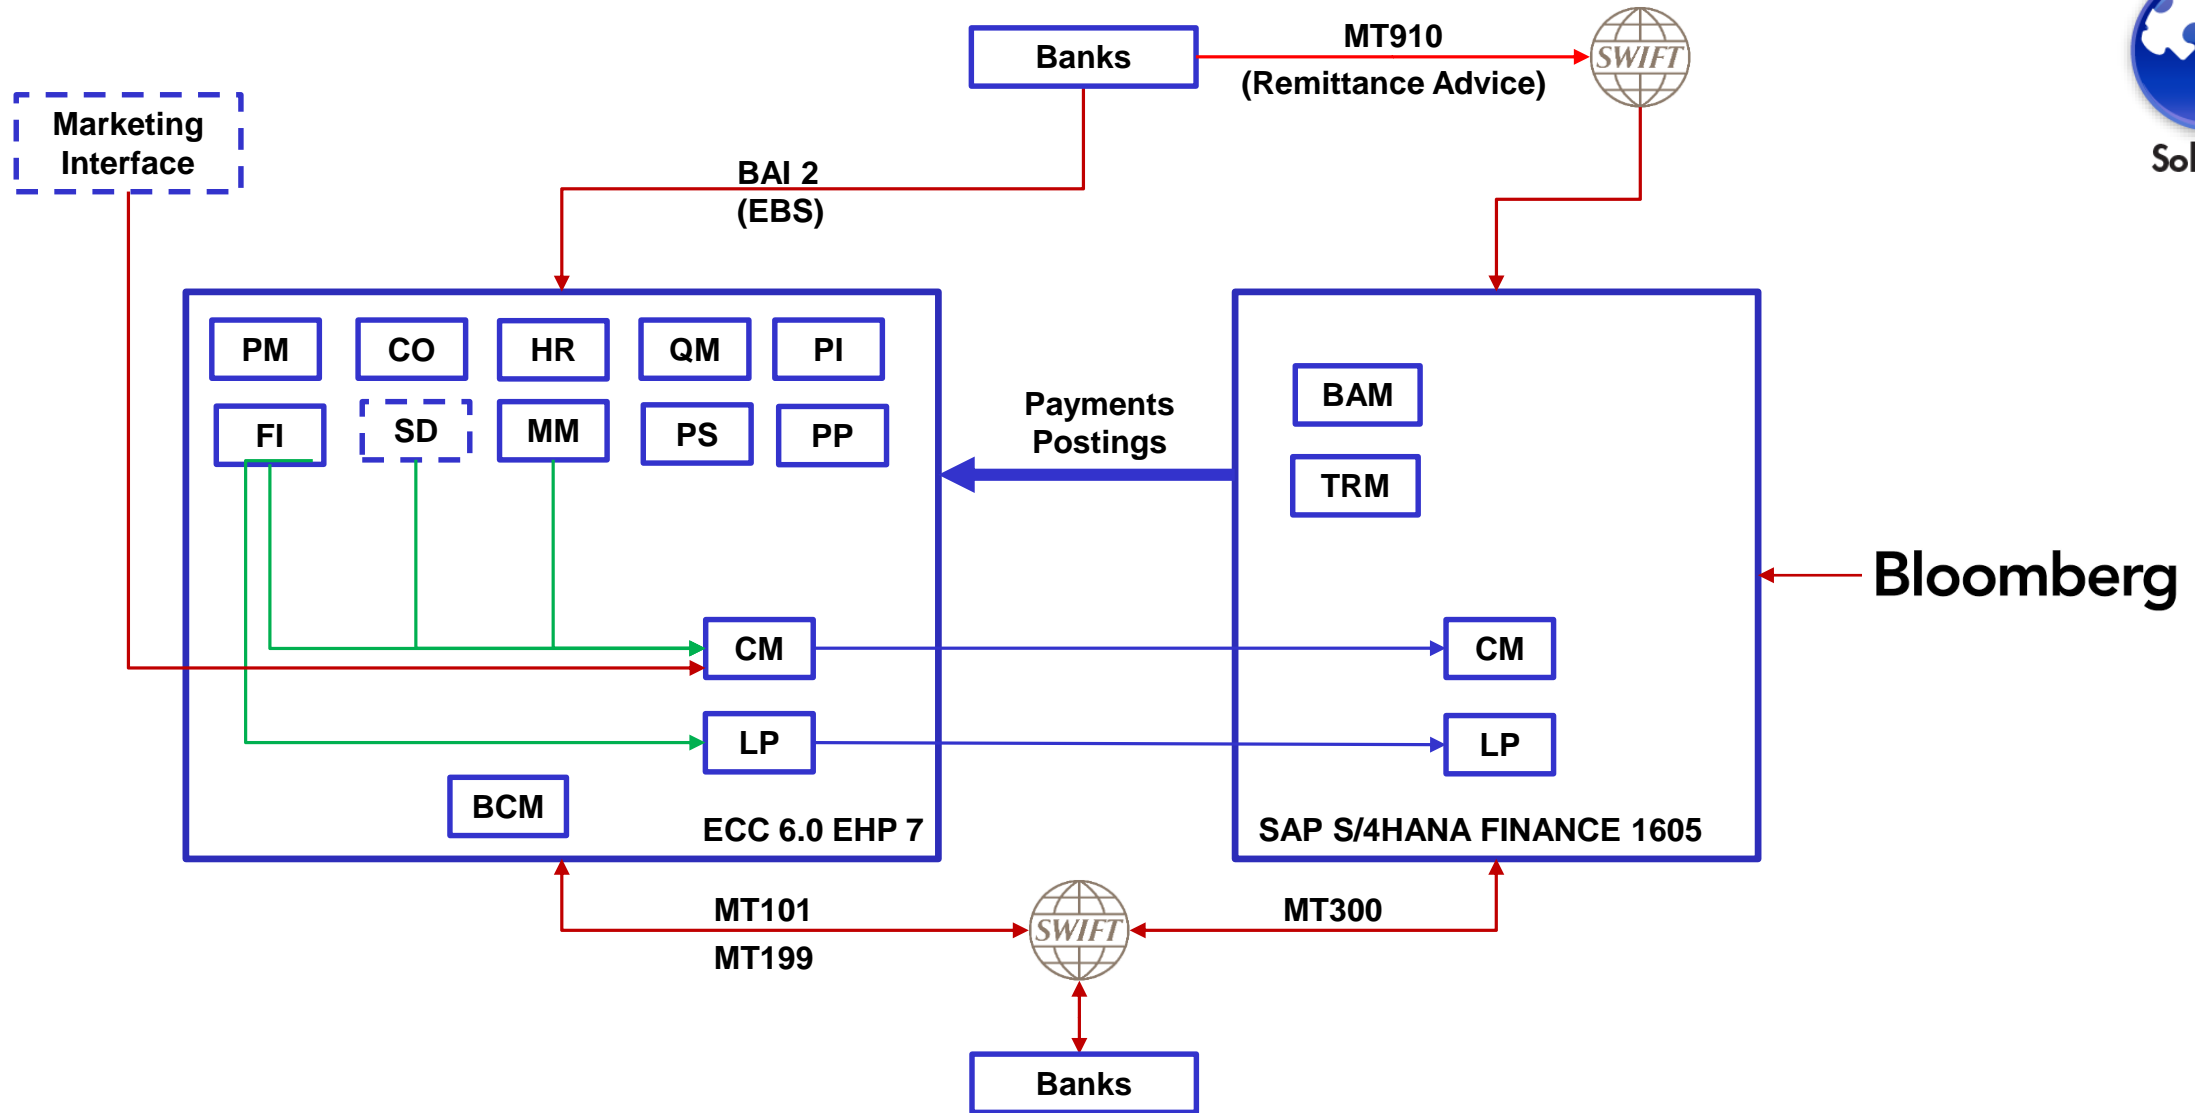 Banks
MT910
(Remittance Advice)
SWIFT
Marketing
Interface
BAI 2
(EBS)
PM
CO
HR
QM
PI
FI
SD
MM
PS
PP
Payments
Postings
BAM
TRM
Bloomberg
CM
CM
LP
LP
BCM
ECC 6.0 EHP 7
SAP S/4HANA FINANCE 1605
MT101
MT199
SWIFT
MT300
Banks